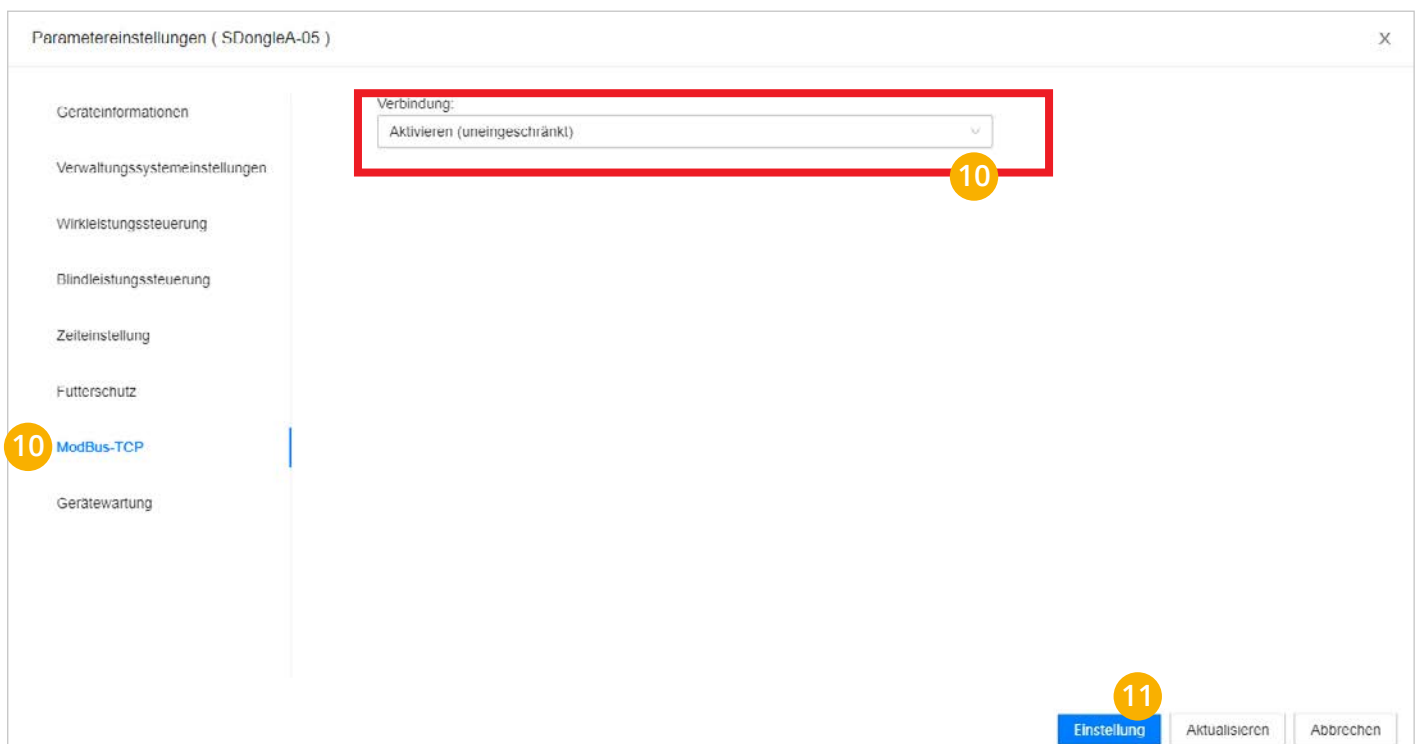 Parametereinstellungen ( SDongleA-05 )
X
Geräteinformationen
Verwaltungssystemeinstellungen
Wirkleistungssteuerung
Blindleistungssteuerung
Zeiteinstellung
Futterschutz
10 ModBus-TCP
Gerätewartung
Verbindung:
Aktivieren (uneingeschränkt)
10
11
Einstellung Aktualisieren Abbrechen